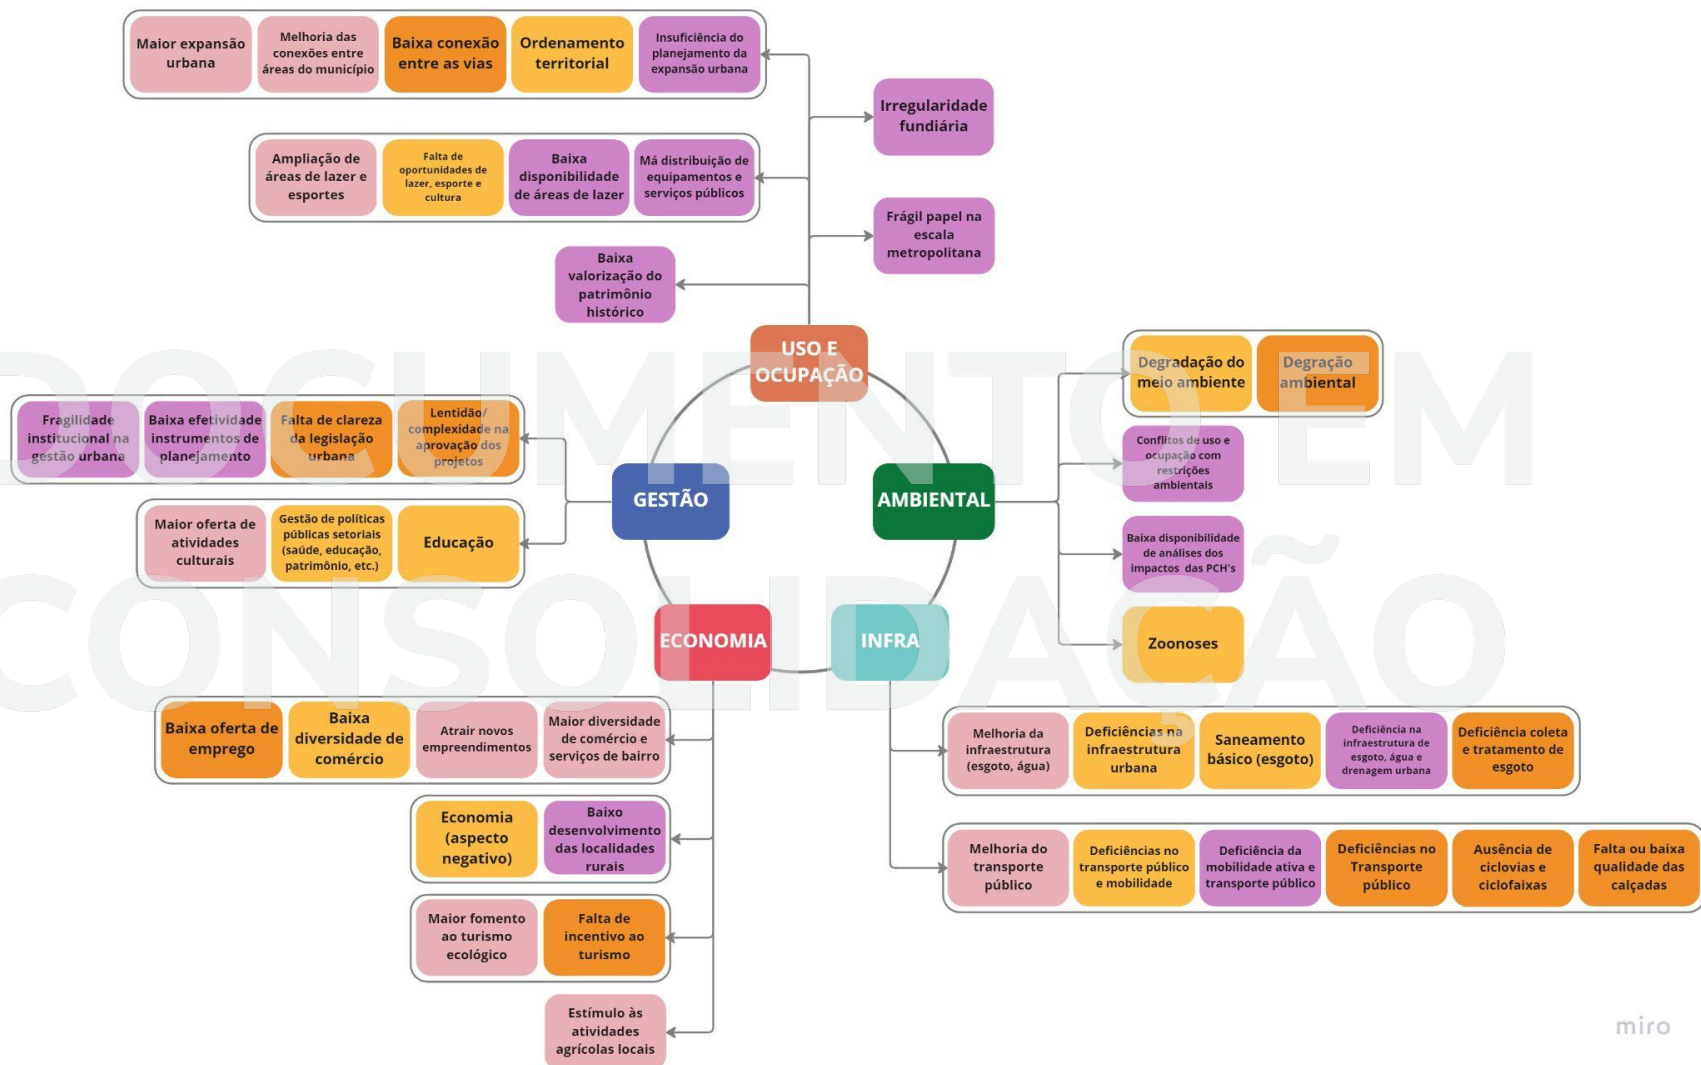 Maior expansão
urbana
Melhoria das
conexões entre
áreas do município
Baixa conexão
entre as vias
Ordenamento
territorial
Insuficiência do
planejamento da
expansão urbana
Irregularidade
fundiária
Ampliação de
áreas de lazer e
esportes
Falta de
oportunidades de
lazer, esporte e
cultura
Baixa
disponibilidade
de áreas de lazer
Má distribuição de
equipamentos e
serviços públicos
Frágil papel na
escala
metropolitana
Baixa
valorização do
patrimônio
histórico
USO E
OCUPAÇÃO
DOCUMENTO EM
CONSOLIDAÇÃO
Degradação do
meio ambiente
Degração
ambiental
Fragilidade
institucional na
gestão urbana
Baixa efetividade
instrumentos de
planejamento
Falta de clareza
da legislação
urbana
Lentidão/
complexidade na
aprovação dos
projetos
Conflitos de uso e
ocupação com
restrições
ambientais
GESTÃO
AMBIENTAL
Maior oferta de
atividades
culturais
Gestão de políticas
públicas setoriais
(saúde, educação,
patrimônio, etc.)
Educação
Baixa disponibilidade
de análises dos
impactos das PCH's
Zoonoses
ECONOMIA
INFRA
Baixa oferta de
emprego
Baixa
diversidade de
comércio
Atrair novos
empreendimentos
Maior diversidade
de comércio e
serviços de bairro
Melhoria da
infraestrutura
(esgoto, água)
Deficiências na
infraestrutura
urbana
Saneamento
básico (esgoto)
Deficiência na
infraestrutura de
esgoto, água e
drenagem urbana
Deficiência coleta
e tratamento de
esgoto
Economia
(aspecto
negativo)
Baixo
desenvolvimento
das localidades
rurais
Melhoria do
transporte
público
Deficiências no
transporte público
e mobilidade
Deficiência da
mobilidade ativa e
transporte público
Deficiências no
Transporte
público
Ausência de
ciclovias e
ciclofaixas
Falta ou baixa
qualidade das
calçadas
Maior fomento
ao turismo
ecológico
Falta de
incentivo ao
turismo
Estímulo às
atividades
agrícolas locais
miro